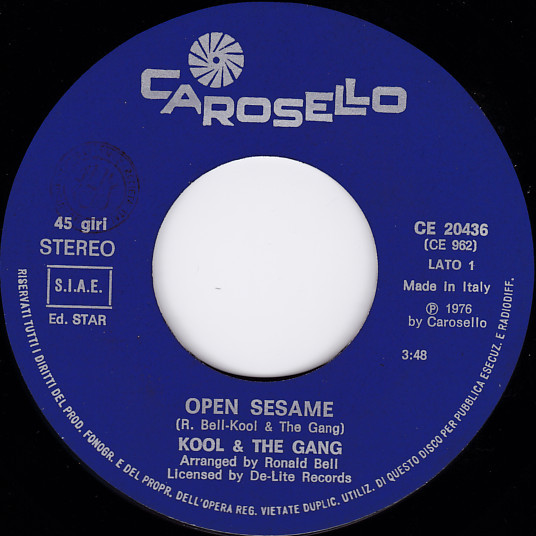 CAROSELLO
45 giri
STEREO
S.I.A.E.
Ed. STAR
CE 20436
(CE 962)
LATO 1
Made in Italy
℗ 1976
by Carosello
3:48
OPEN SESAME
(R. Bell-Kool & The Gang)
KOOL & THE GANG
Arranged by Ronald Bell
Licensed by De-Lite Records
RISERVATI TUTTI I DIRITTI DEL PROD. FONOGR. E DEL PROPR. DELL'OPERA REG. VIETATE DUPLIC. UTILIZ. DI QUESTO DISCO PER PUBBLICA ESECUZ. E RADIODIFF.